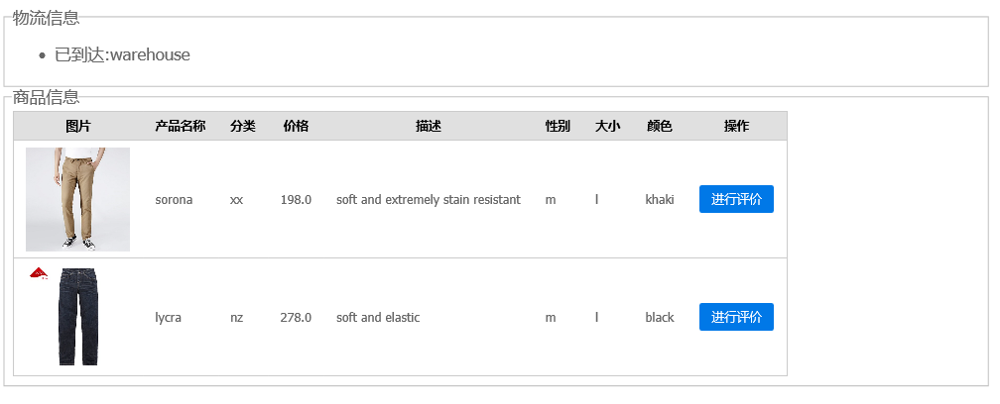 物流信息
已到达:warehouse
商品信息
图片 产品名称 分类 价格 描述 性别 大小 颜色 操作
sorona xx 198.0 soft and extremely stain resistant m l khaki 进行评价
lycra nz 278.0 soft and elastic m l black 进行评价